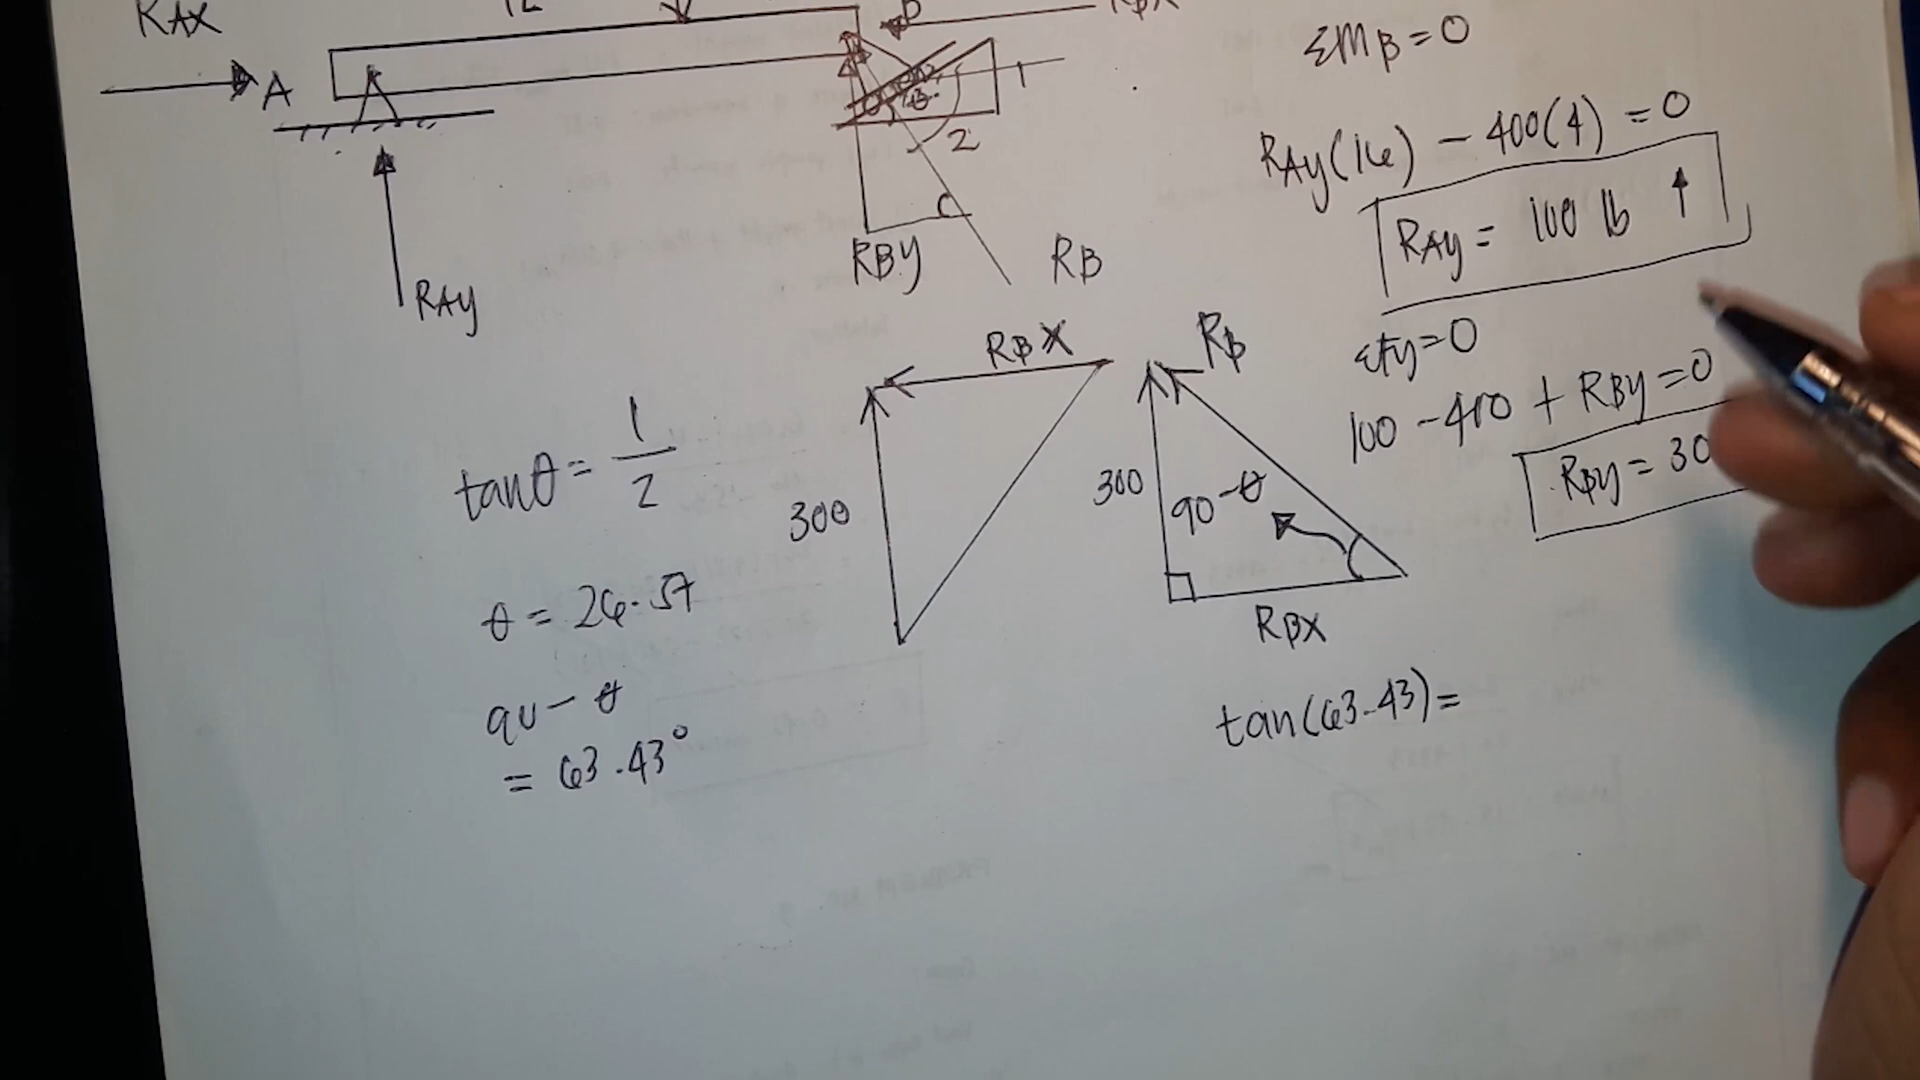 RAX
12
A
B
RBX
1
2
RAY
RBY
RB
ΣMB=0
RAY(16) - 400(4) = 0
RAY = 100 lb ↑
ΣFy=0
100 - 400 + RBY = 0
RBY = 30
RBX
300
RB
300
90-θ
RBX
tanθ = 1/2
θ = 26.57
90 - θ
= 63.43°
tan(63.43) =